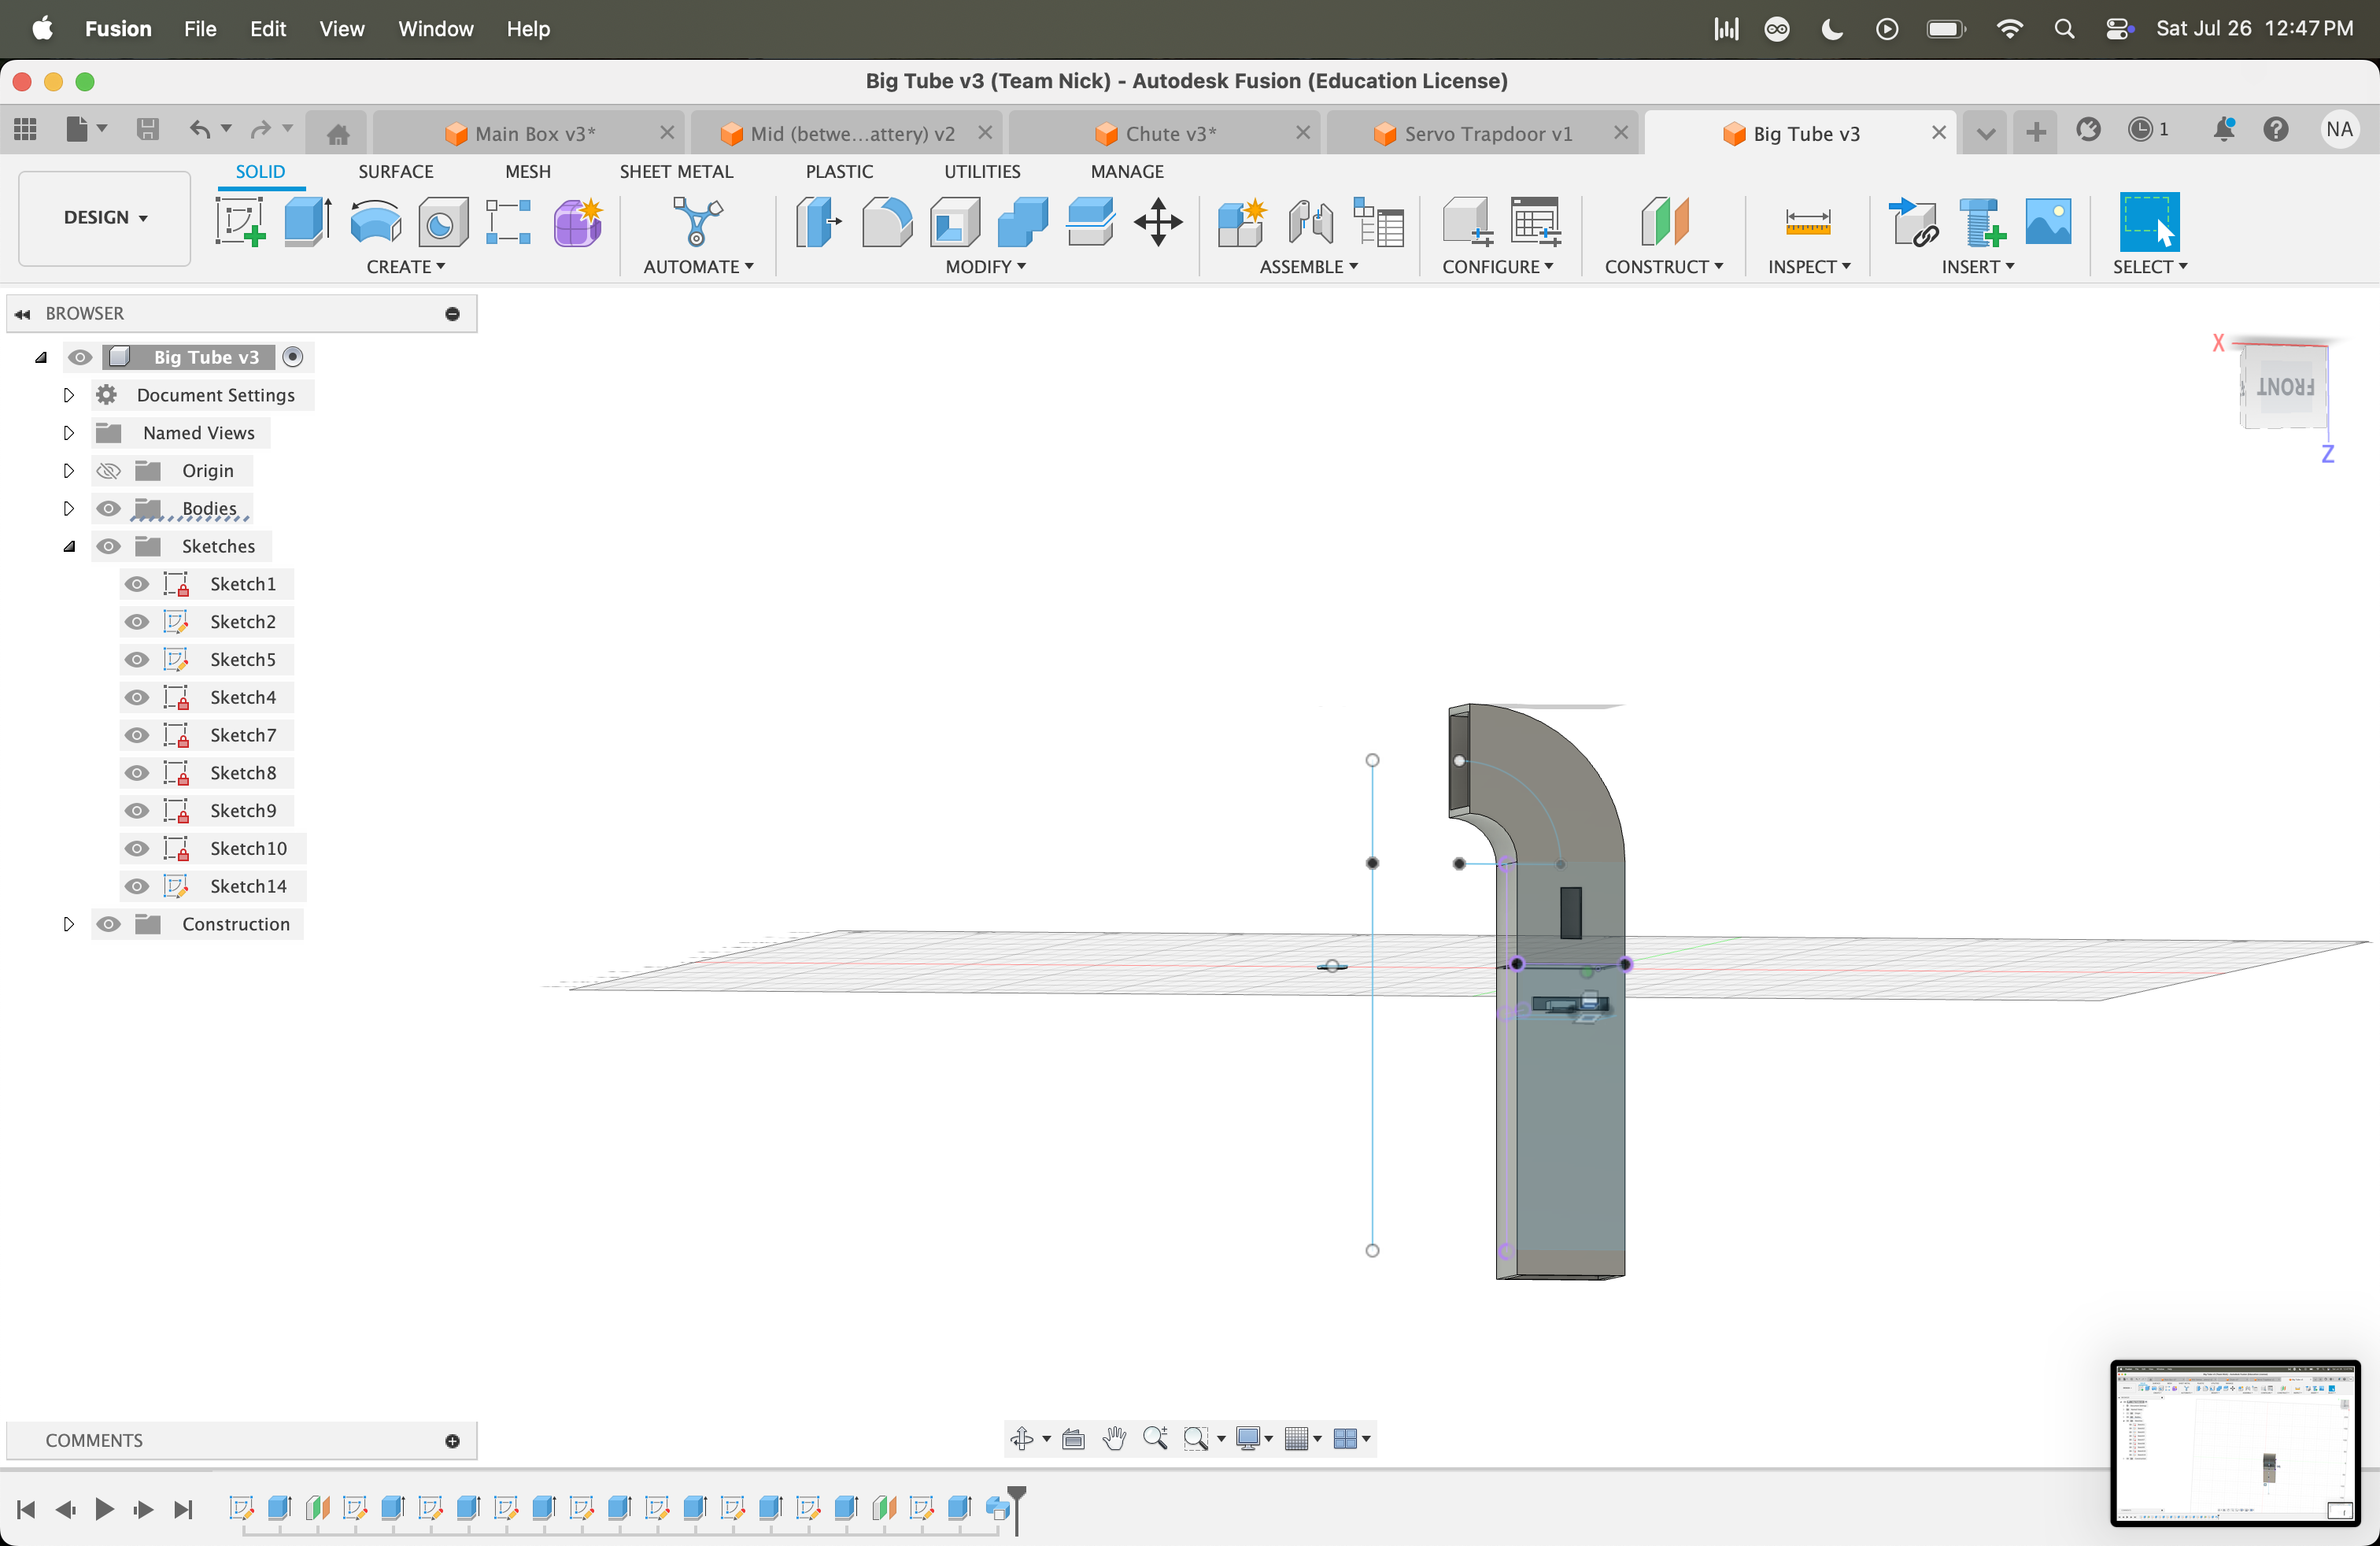 Fusion File Edit View Window Help Sat Jul 26 12:47 PM
Big Tube v3 (Team Nick) - Autodesk Fusion (Education License)
Main Box v3* Mid (betwe...attery) v2 Chute v3* Servo Trapdoor v1 Big Tube v3 1 NA
SOLID SURFACE MESH SHEET METAL PLASTIC UTILITIES MANAGE
DESIGN
CREATE AUTOMATE MODIFY ASSEMBLE CONFIGURE CONSTRUCT INSPECT INSERT SELECT
BROWSER
Big Tube v3
Document Settings
Named Views
Origin
Bodies
Sketches
Sketch1
Sketch2
Sketch5
Sketch4
Sketch7
Sketch8
Sketch9
Sketch10
Sketch14
Construction
X
FRONT
Z
COMMENTS